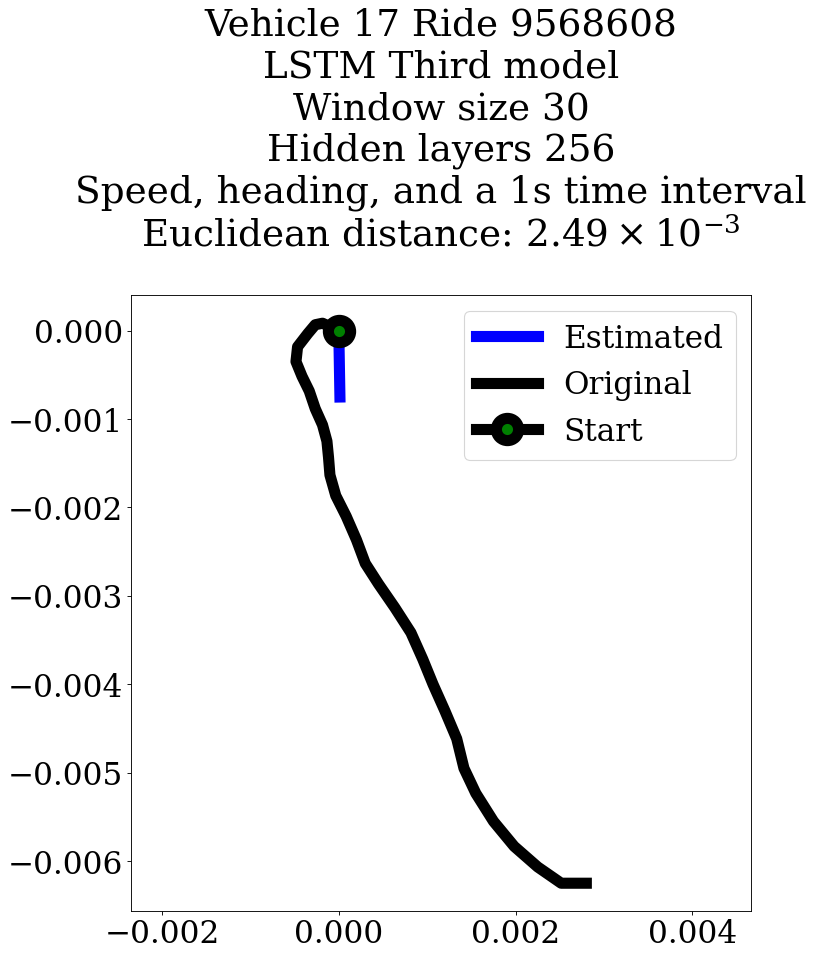 Vehicle 17 Ride 9568608
LSTM Third model
Window size 30
Hidden layers 256
Speed, heading, and a 1s time interval
Euclidean distance: 2.49 × 10⁻³
Estimated
Original
Start
0.000
−0.001
−0.002
−0.003
−0.004
−0.005
−0.006
−0.002 0.000 0.002 0.004